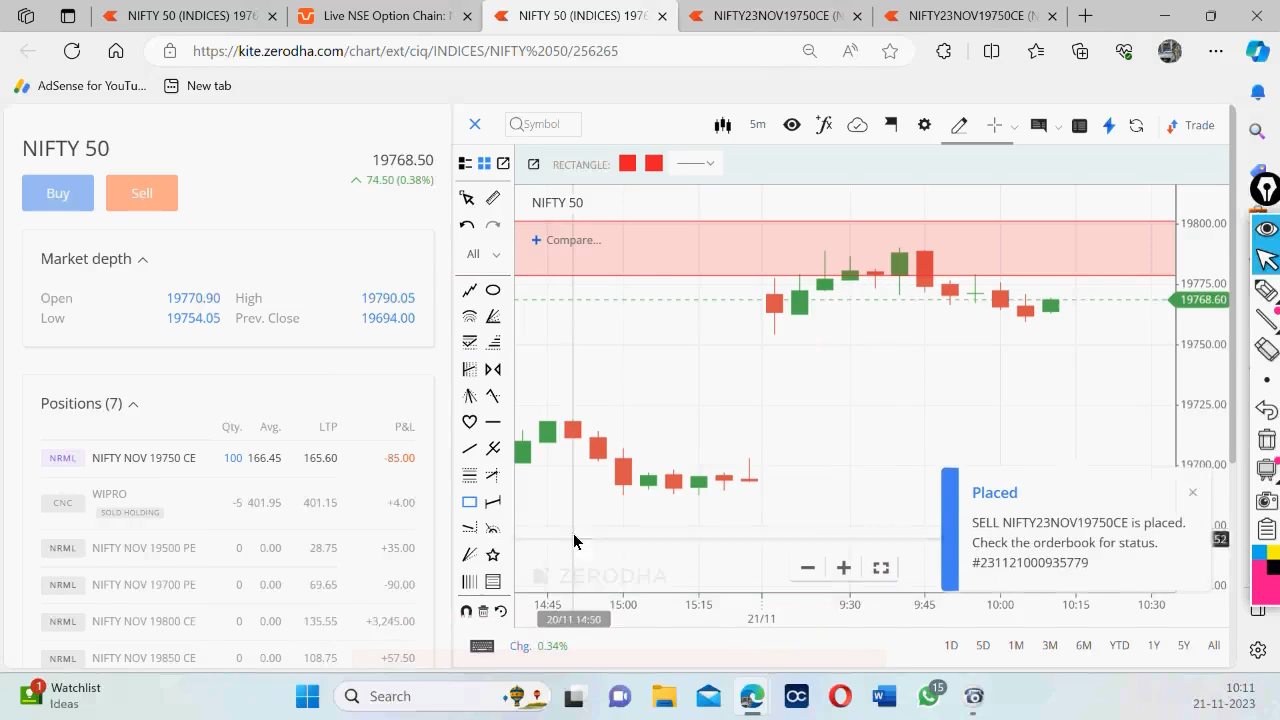 NIFTY 50 (INDICES) 1976
Live NSE Option Chain: N
NIFTY 50 (INDICES) 1976
NIFTY23NOV19750CE (N
NIFTY23NOV19750CE (N
https://kite.zerodha.com/chart/ext/ciq/INDICES/NIFTY%2050/256265
AdSense for YouTu...
New tab
NIFTY 50
19768.50
74.50 (0.38%)
Buy
Sell
Market depth
Open 19770.90 High 19790.05
Low 19754.05 Prev. Close 19694.00
Positions (7)
Qty. Avg. LTP P&L
NRML NIFTY NOV 19750 CE 100 166.45 165.60 -85.00
CNC WIPRO SOLD HOLDING -5 401.95 401.15 +4.00
NRML NIFTY NOV 19500 PE 0 0.00 28.75 +35.00
NRML NIFTY NOV 19700 PE 0 0.00 69.65 -90.00
NRML NIFTY NOV 19800 CE 0 0.00 135.55 +3,245.00
NRML NIFTY NOV 19850 CE 0 0.00 108.75 +57.50
Symbol
5m
Trade
RECTANGLE:
All
NIFTY 50
Compare...
19800.00
19775.00
19768.60
19750.00
19725.00
19700.00
.00
52
.00
Placed
SELL NIFTY23NOV19750CE is placed.
Check the orderbook for status.
#231121000935779
ZERODHA
14:45 15:00 15:15 9:30 9:45 10:00 10:15 10:30
20/11 14:50
21/11
Chg. 0.34%
1D 5D 1M 3M 6M YTD 1Y 5Y All
1
Watchlist
Ideas
Search
OC
15
10:11
21-11-2023